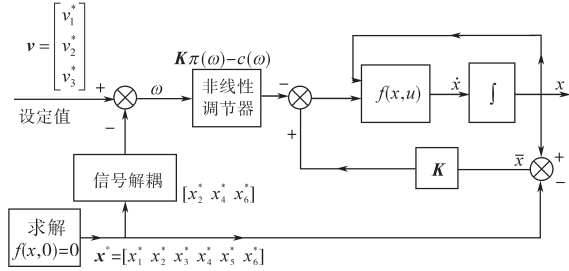 v = [v₁* v₂* v₃*]
+
ω
设定值
−
Kπ(ω)−c(ω)
非线性
调节器
−
+
f(x,u)
ẋ
∫
x
K
x̄
+
−
信号解耦
[x₂* x₄* x₆*]
求解
f(x,0)=0
x*=[x₁* x₂* x₃* x₄* x₅* x₆*]